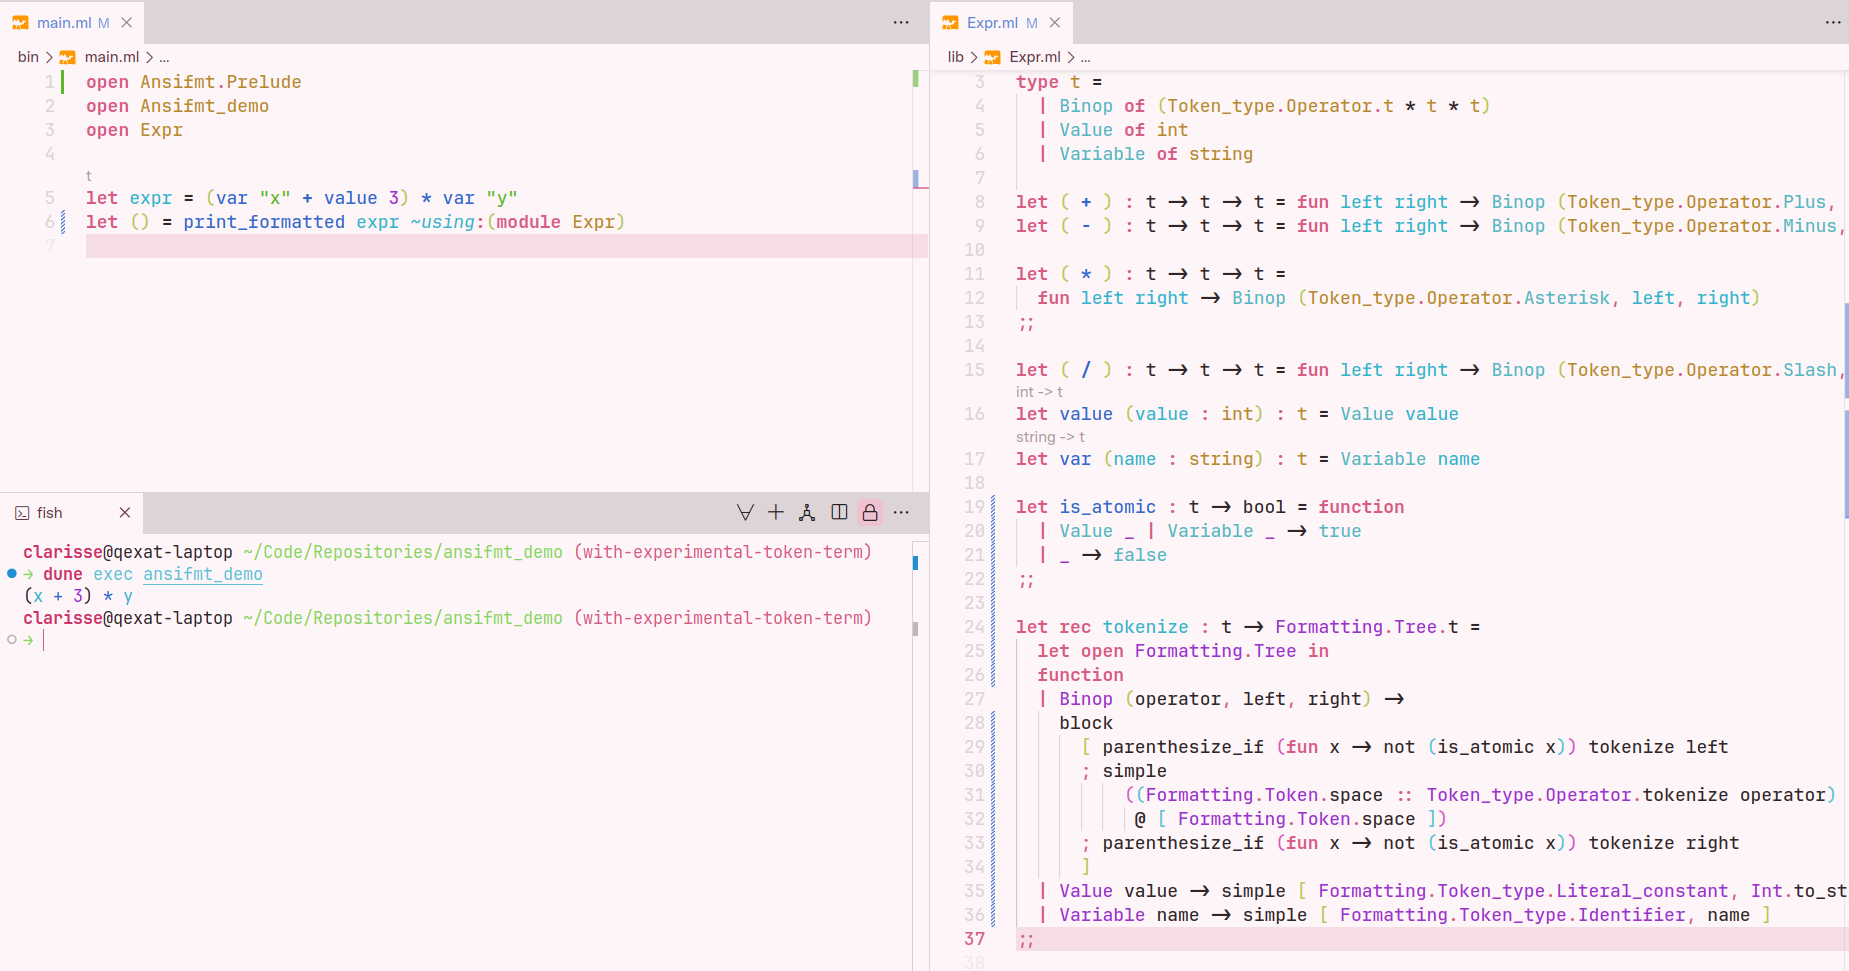 main.ml M
bin > main.ml > ...
1 open Ansifmt.Prelude
2 open Ansifmt_demo
3 open Expr
4
t
5 let expr = (var "x" + value 3) * var "y"
6 let () = print_formatted expr ~using:(module Expr)
7
fish
clarisse@qexat-laptop ~/Code/Repositories/ansifmt_demo (with-experimental-token-term)
→ dune exec ansifmt_demo
(x + 3) * y
clarisse@qexat-laptop ~/Code/Repositories/ansifmt_demo (with-experimental-token-term)
→
Expr.ml M
lib > Expr.ml > ...
3 type t =
4 | Binop of (Token_type.Operator.t * t * t)
5 | Value of int
6 | Variable of string
7
8 let ( + ) : t → t → t = fun left right → Binop (Token_type.Operator.Plus,
9 let ( - ) : t → t → t = fun left right → Binop (Token_type.Operator.Minus,
10
11 let ( * ) : t → t → t =
12 fun left right → Binop (Token_type.Operator.Asterisk, left, right)
13 ;;
14
15 let ( / ) : t → t → t = fun left right → Binop (Token_type.Operator.Slash,
int -> t
16 let value (value : int) : t = Value value
string -> t
17 let var (name : string) : t = Variable name
18
19 let is_atomic : t → bool = function
20 | Value _ | Variable _ → true
21 | _ → false
22 ;;
23
24 let rec tokenize : t → Formatting.Tree.t =
25 let open Formatting.Tree in
26 function
27 | Binop (operator, left, right) →
28 block
29 [ parenthesize_if (fun x → not (is_atomic x)) tokenize left
30 ; simple
31 ((Formatting.Token.space :: Token_type.Operator.tokenize operator)
32 @ [ Formatting.Token.space ])
33 ; parenthesize_if (fun x → not (is_atomic x)) tokenize right
34 ]
35 | Value value → simple [ Formatting.Token_type.Literal_constant, Int.to_st
36 | Variable name → simple [ Formatting.Token_type.Identifier, name ]
37 ;;
38